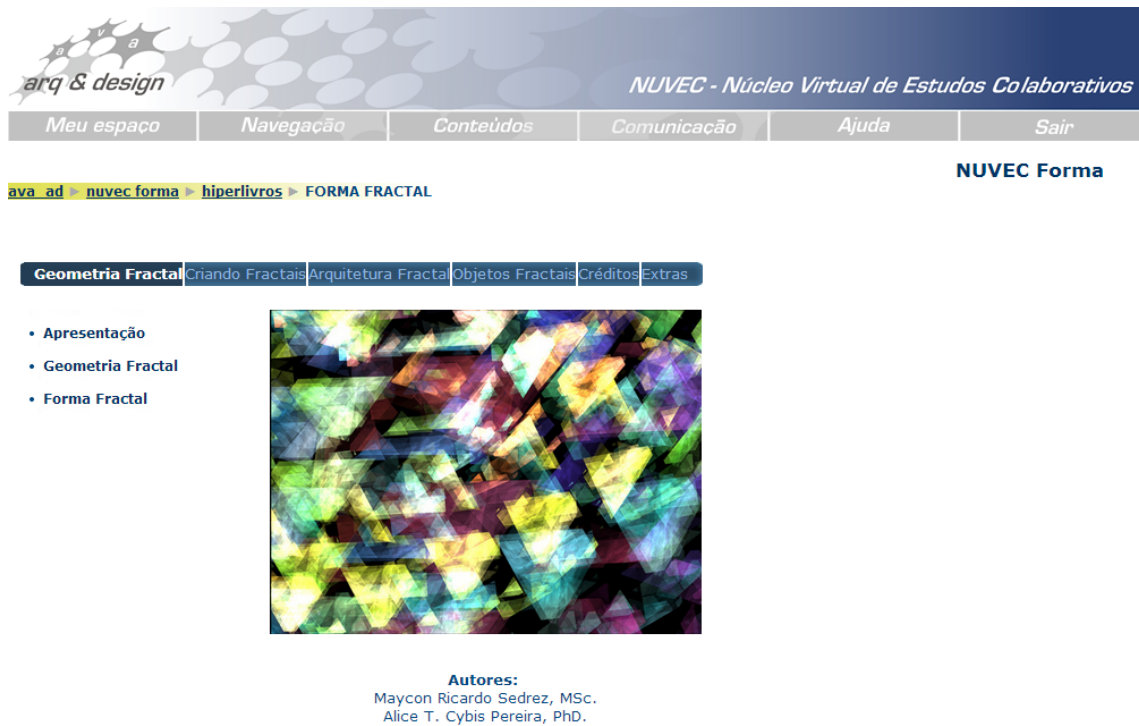 a v a
arq & design
NUVEC - Núcleo Virtual de Estudos Colaborativos
Meu espaço Navegação Conteúdos Comunicação Ajuda Sair
NUVEC Forma
ava_ad ► nuvec forma ► hiperlivros ► FORMA FRACTAL
Geometria Fractal Criando Fractais Arquitetura Fractal Objetos Fractais Créditos Extras
• Apresentação
• Geometria Fractal
• Forma Fractal
Autores:
Maycon Ricardo Sedrez, MSc.
Alice T. Cybis Pereira, PhD.